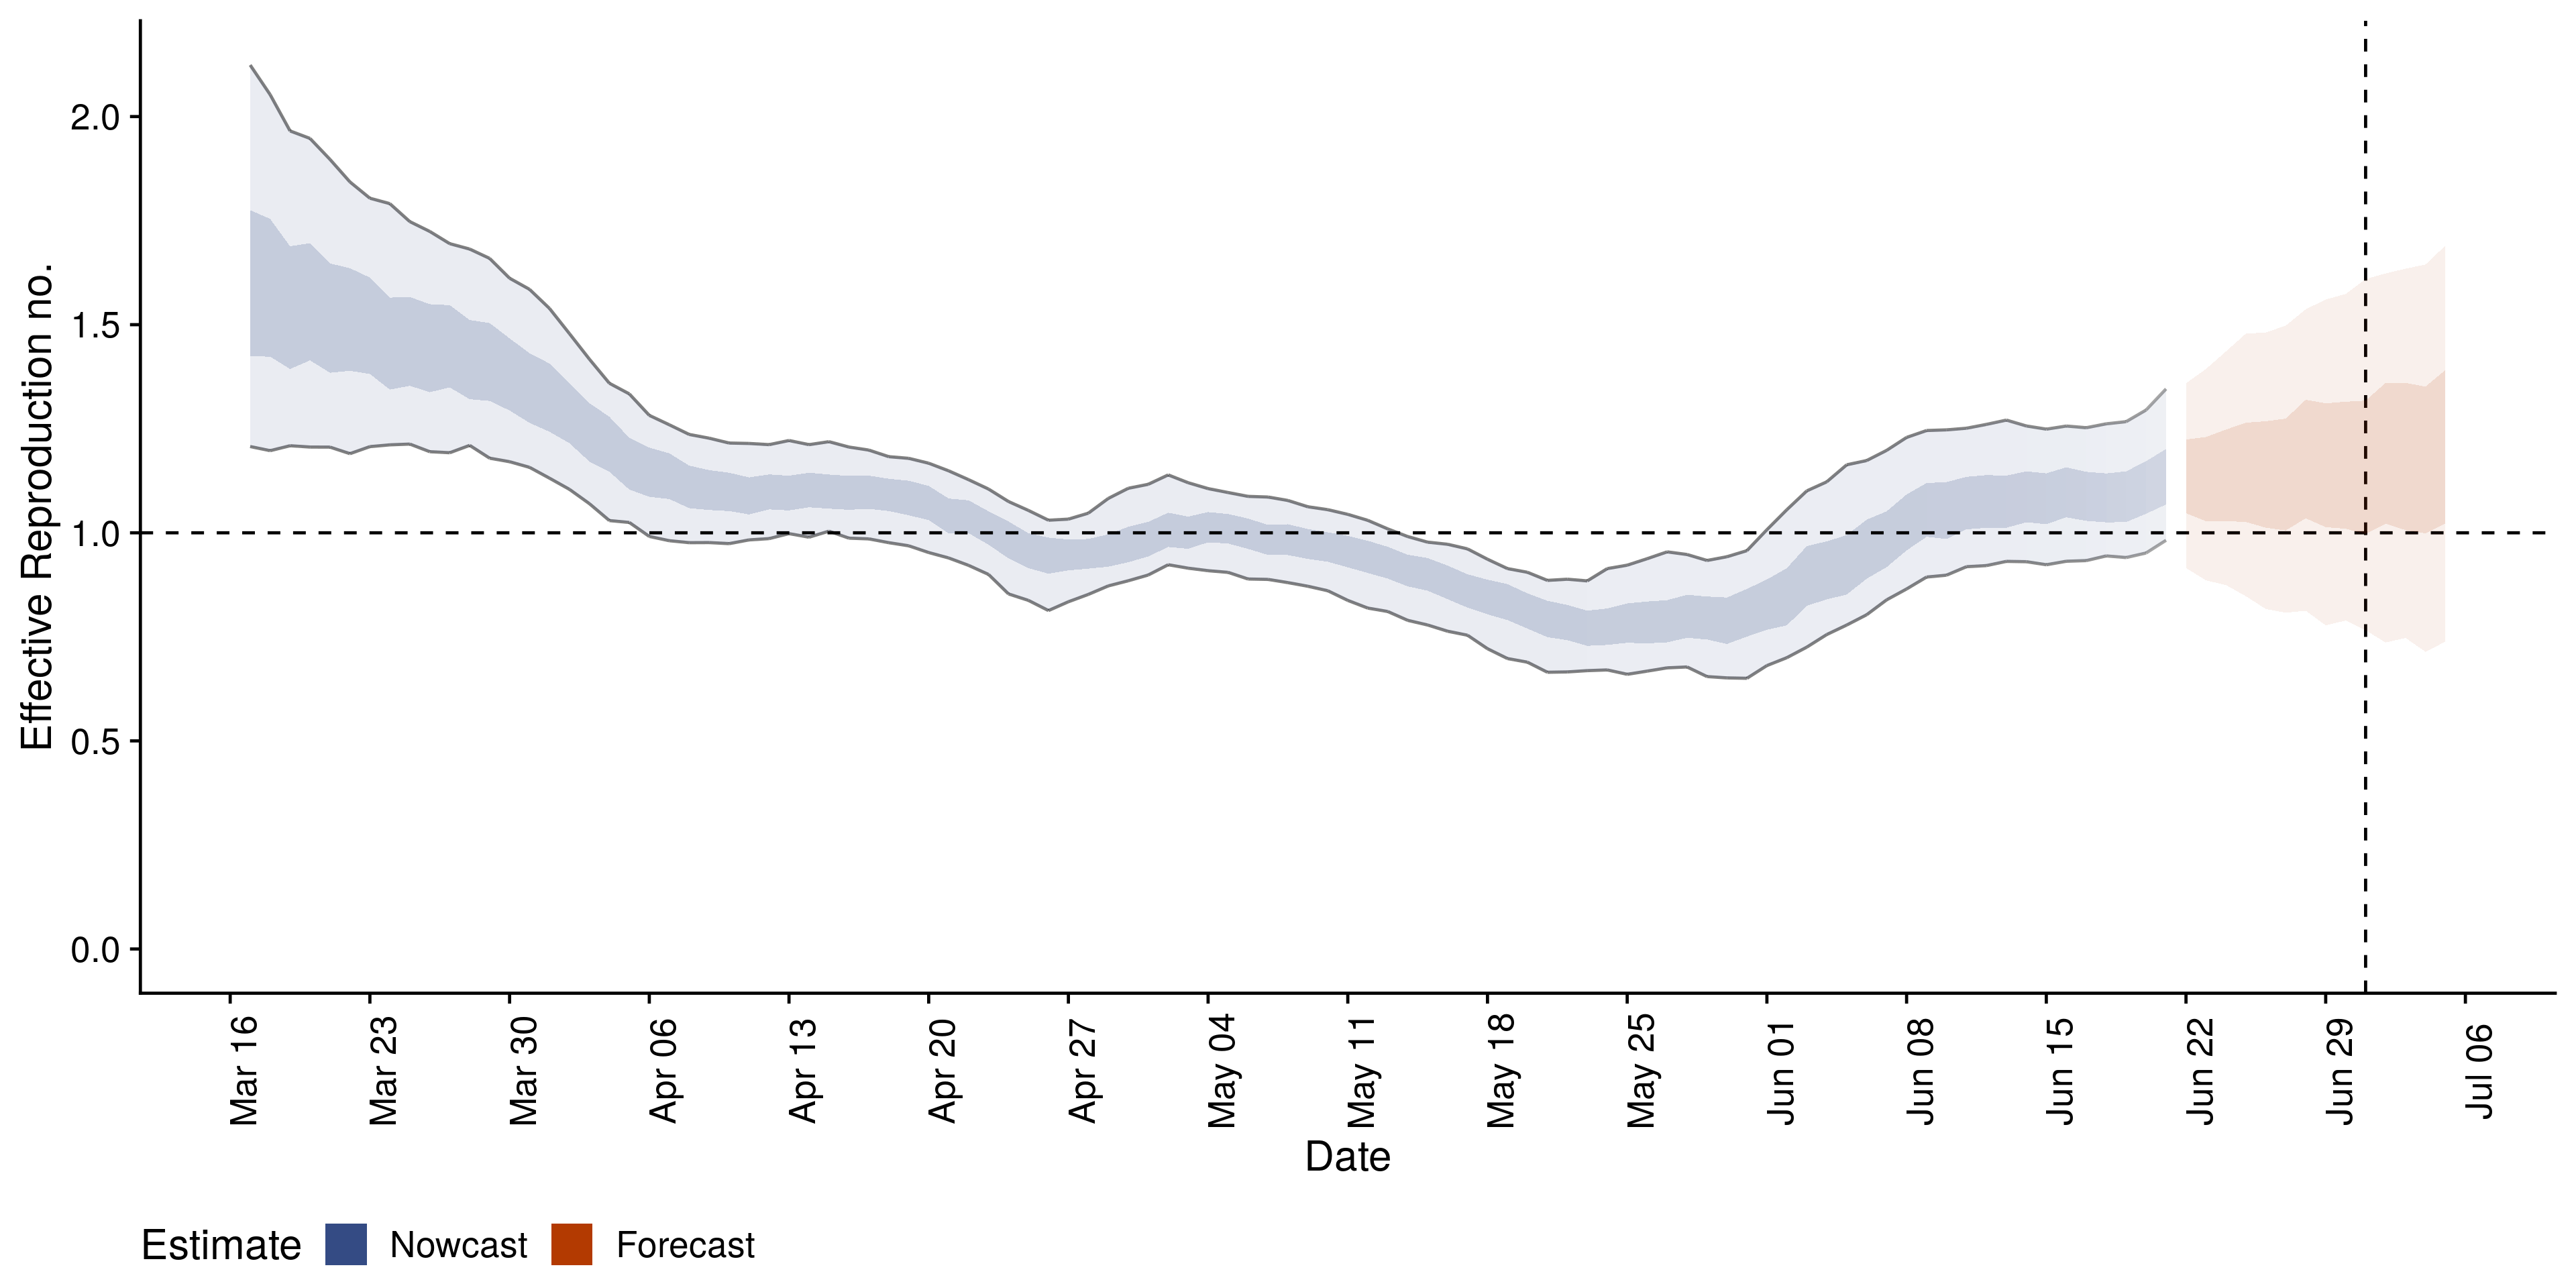 Effective Reproduction no.
2.0
1.5
1.0
0.5
0.0
Mar 16
Mar 23
Mar 30
Apr 06
Apr 13
Apr 20
Apr 27
May 04
May 11
May 18
May 25
Jun 01
Jun 08
Jun 15
Jun 22
Jun 29
Jul 06
Date
Estimate Nowcast Forecast